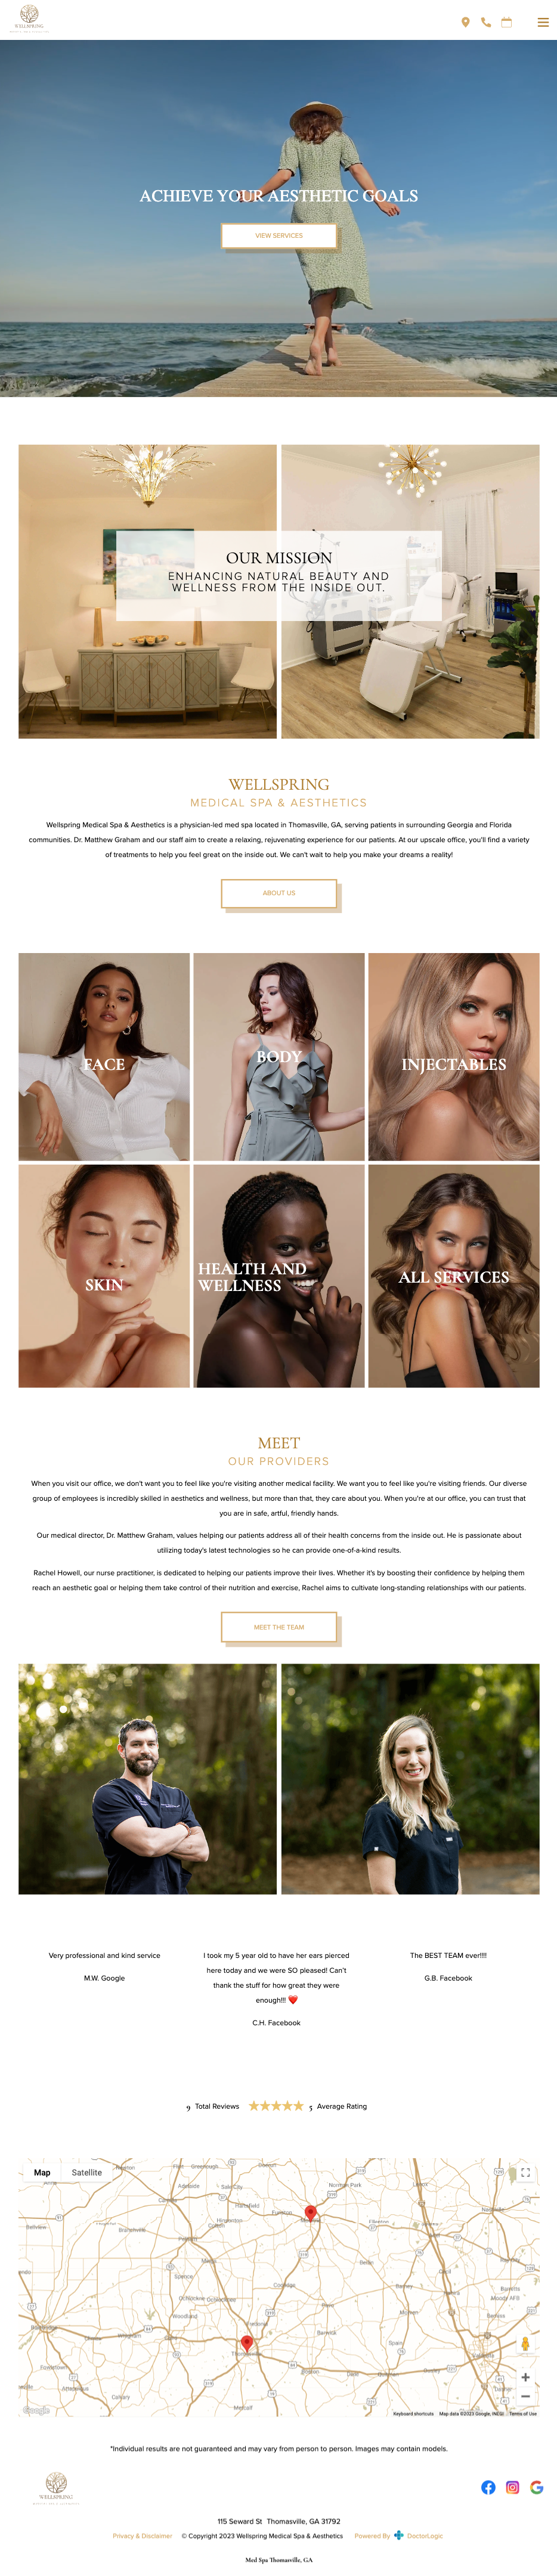 WELLSPRING
ACHIEVE YOUR AESTHETIC GOALS
VIEW SERVICES
OUR MISSION
ENHANCING NATURAL BEAUTY AND
WELLNESS FROM THE INSIDE OUT.
WELLSPRING
MEDICAL SPA & AESTHETICS
Wellspring Medical Spa & Aesthetics is a physician-led med spa located in Thomasville, GA, serving patients in surrounding Georgia and Florida
communities. Dr. Matthew Graham and our staff aim to create a relaxing, rejuvenating experience for our patients. At our upscale office, you'll find a variety
of treatments to help you feel great on the inside out. We can't wait to help you make your dreams a reality!
ABOUT US
FACE
BODY
INJECTABLES
SKIN
HEALTH AND
WELLNESS
ALL SERVICES
MEET
OUR PROVIDERS
When you visit our office, we don't want you to feel like you're visiting another medical facility. We want you to feel like you're visiting friends. Our diverse
group of employees is incredibly skilled in aesthetics and wellness, but more than that, they care about you. When you're at our office, you can trust that
you are in safe, artful, friendly hands.
Our medical director, Dr. Matthew Graham, values helping our patients address all of their health concerns from the inside out. He is passionate about
utilizing today's latest technologies so he can provide one-of-a-kind results.
Rachel Howell, our nurse practitioner, is dedicated to helping our patients improve their lives. Whether it's by boosting their confidence by helping them
reach an aesthetic goal or helping them take control of their nutrition and exercise, Rachel aims to cultivate long-standing relationships with our patients.
MEET THE TEAM
Very professional and kind service
M.W. Google
I took my 5 year old to have her ears pierced
here today and we were SO pleased! Can't
thank the stuff for how great they were
enough!!! ❤️
C.H. Facebook
The BEST TEAM ever!!!!
G.B. Facebook
9 Total Reviews ★★★★★ 5 Average Rating
Map Satellite
Norman Park
Lenox
Sale City
Berlin
Coolidge
Moody AFB
Pavo
Morven
Barwick
Boston
Quitman
Metcalf
Calvary
Google
Keyboard shortcuts Map data ©2023 Google, INEGI Terms of Use
*Individual results are not guaranteed and may vary from person to person. Images may contain models.
WELLSPRING
115 Seward St Thomasville, GA 31792
Privacy & Disclaimer © Copyright 2023 Wellspring Medical Spa & Aesthetics Powered By DoctorLogic
Med Spa Thomasville, GA